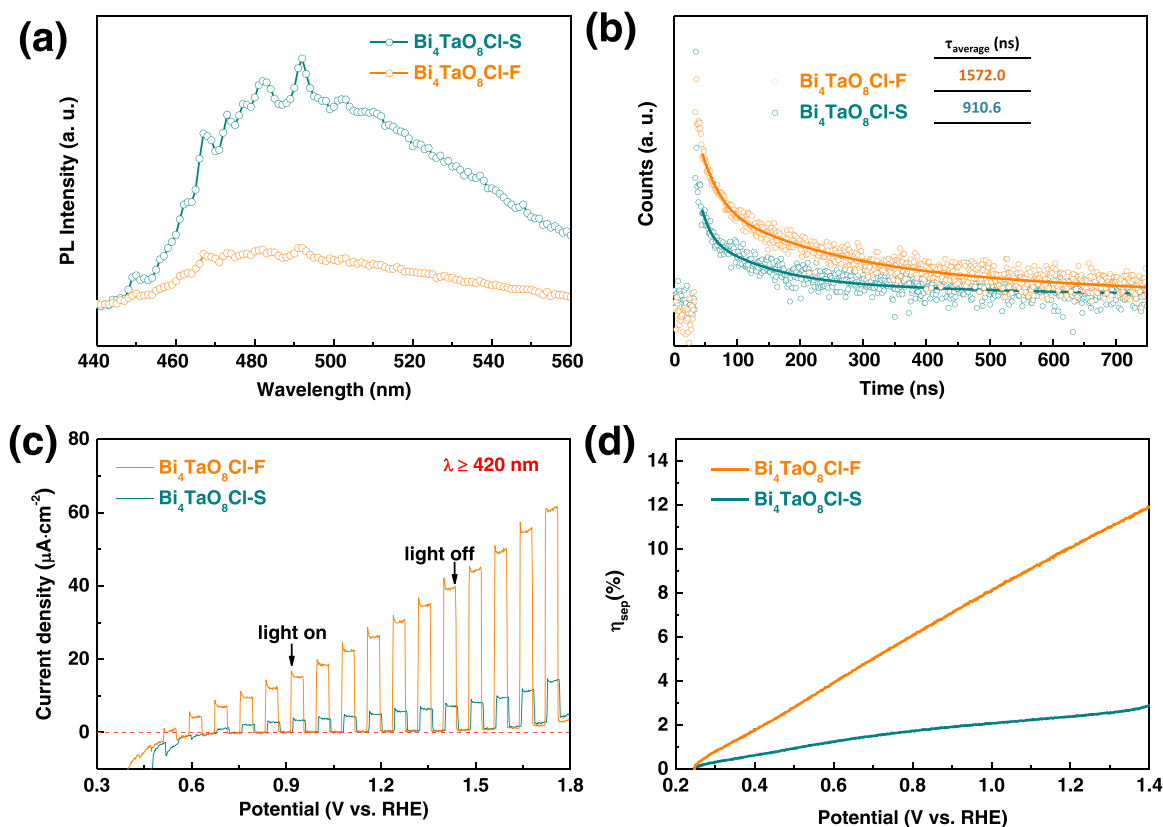 (a)
Bi4TaO8Cl-S
Bi4TaO8Cl-F
PL Intensity (a. u.)
440 460 480 500 520 540 560
Wavelength (nm)
(b)
τaverage (ns)
Bi4TaO8Cl-F 1572.0
Bi4TaO8Cl-S 910.6
Counts (a. u.)
0 100 200 300 400 500 600 700
Time (ns)
(c)
80
60
40
20
0
Bi4TaO8Cl-F
Bi4TaO8Cl-S
λ ≥ 420 nm
light off
light on
Current density (μA·cm-2)
0.3 0.6 0.9 1.2 1.5 1.8
Potential (V vs. RHE)
(d)
14
12
10
8
6
4
2
0
Bi4TaO8Cl-F
Bi4TaO8Cl-S
ηsep(%)
0.2 0.4 0.6 0.8 1.0 1.2 1.4
Potential (V vs. RHE)